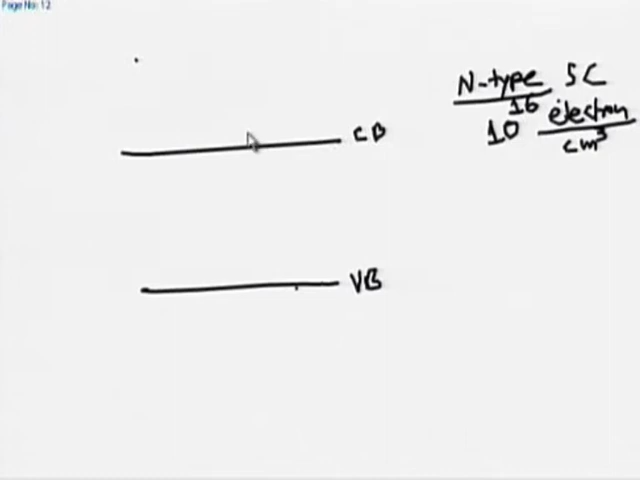 Page No: 12
N-type SC
10^16 electron/cm^3
CB
VB